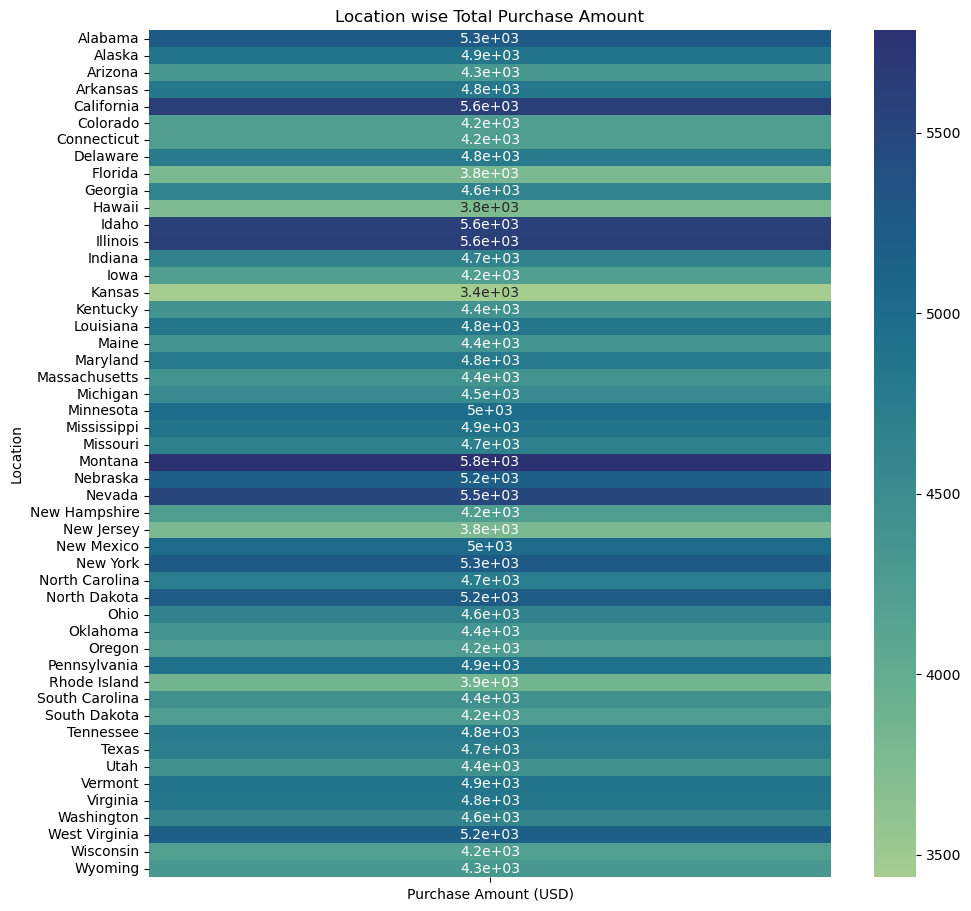 Location wise Total Purchase Amount
Alabama 5.3e+03
Alaska 4.9e+03
Arizona 4.3e+03
Arkansas 4.8e+03
California 5.6e+03
Colorado 4.2e+03
Connecticut 4.2e+03
Delaware 4.8e+03
Florida 3.8e+03
Georgia 4.6e+03
Hawaii 3.8e+03
Idaho 5.6e+03
Illinois 5.6e+03
Indiana 4.7e+03
Iowa 4.2e+03
Kansas 3.4e+03
Kentucky 4.4e+03
Louisiana 4.8e+03
Maine 4.4e+03
Maryland 4.8e+03
Massachusetts 4.4e+03
Michigan 4.5e+03
Minnesota 5e+03
Mississippi 4.9e+03
Missouri 4.7e+03
Montana 5.8e+03
Nebraska 5.2e+03
Nevada 5.5e+03
New Hampshire 4.2e+03
New Jersey 3.8e+03
New Mexico 5e+03
New York 5.3e+03
North Carolina 4.7e+03
North Dakota 5.2e+03
Ohio 4.6e+03
Oklahoma 4.4e+03
Oregon 4.2e+03
Pennsylvania 4.9e+03
Rhode Island 3.9e+03
South Carolina 4.4e+03
South Dakota 4.2e+03
Tennessee 4.8e+03
Texas 4.7e+03
Utah 4.4e+03
Vermont 4.9e+03
Virginia 4.8e+03
Washington 4.6e+03
West Virginia 5.2e+03
Wisconsin 4.2e+03
Wyoming 4.3e+03
Location
Purchase Amount (USD)
5500
5000
4500
4000
3500